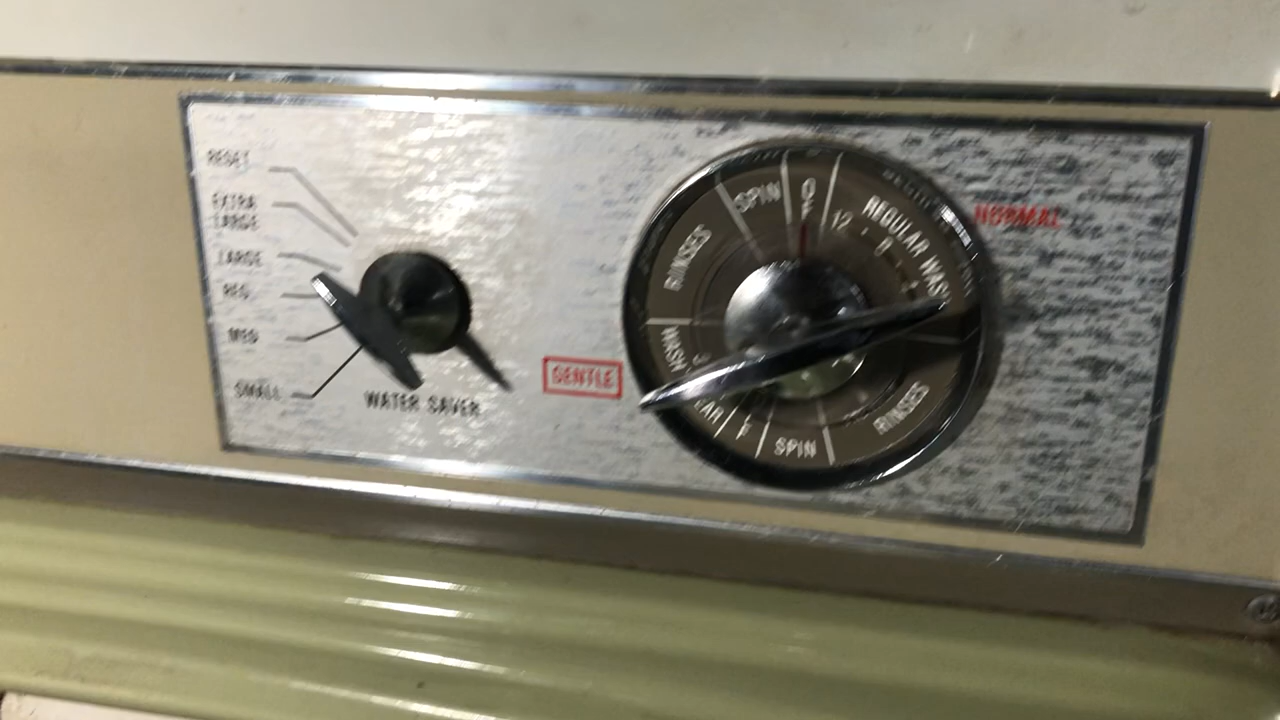 RESET
EXTRA
LARGE
LARGE
REG
MED
SMALL
WATER SAVER
GENTLE
NORMAL
SPIN
12 · 8
REGULAR WASH
RINSES
RINSES
WASH
SPIN